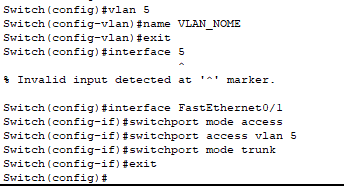 Switch(config)#vlan 5
Switch(config-vlan)#name VLAN_NOME
Switch(config-vlan)#exit
Switch(config)#interface 5
^
% Invalid input detected at '^' marker.
Switch(config)#interface FastEthernet0/1
Switch(config-if)#switchport mode access
Switch(config-if)#switchport access vlan 5
Switch(config-if)#switchport mode trunk
Switch(config-if)#exit
Switch(config)#